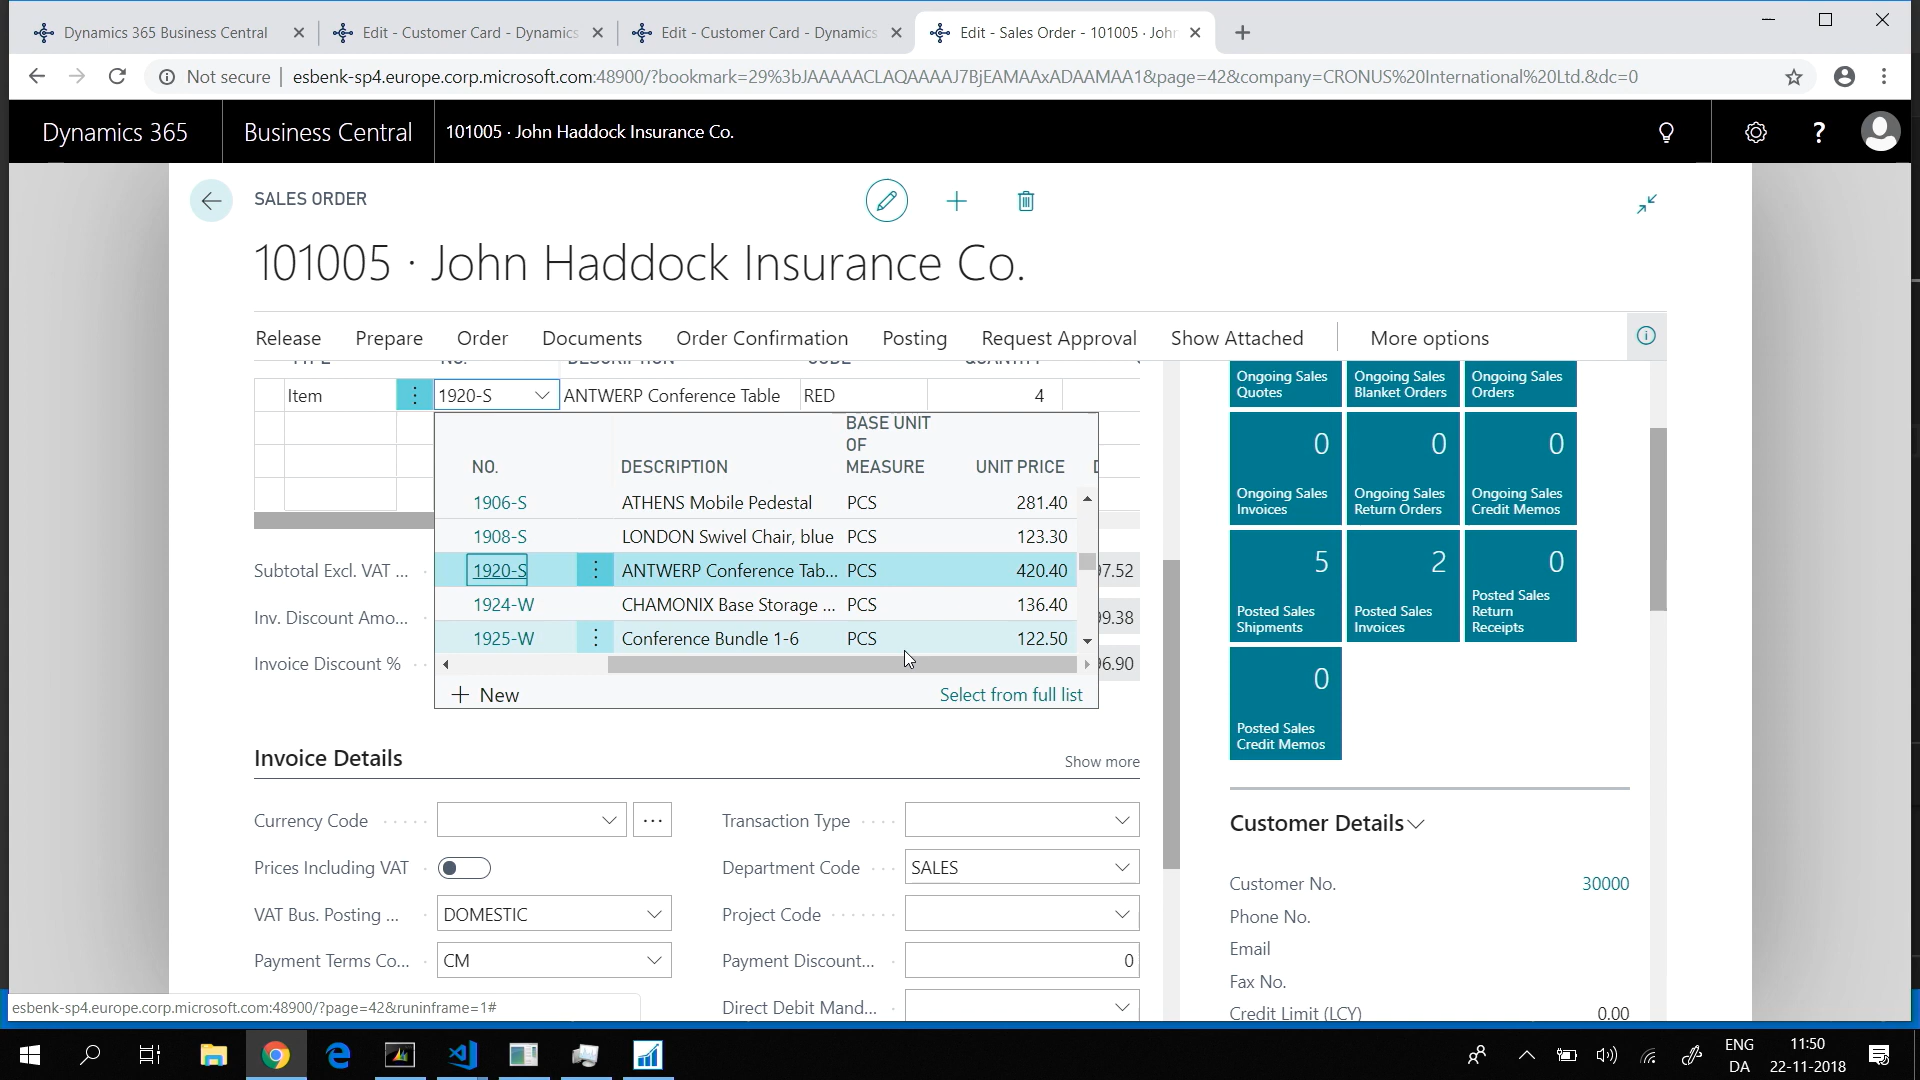 Dynamics 365 Business Central
Edit - Customer Card - Dynamics
Edit - Customer Card - Dynamics
Edit - Sales Order - 101005 · John
Not secure
esbenk-sp4.europe.corp.microsoft.com:48900/?bookmark=29%3bJAAAAACLAQAAAAJ7BjEAMAAxADAAMAA1&page=42&company=CRONUS%20International%20Ltd.&dc=0
Dynamics 365
Business Central
101005 · John Haddock Insurance Co.
?
SALES ORDER
101005 · John Haddock Insurance Co.
Release
Prepare
Order
Documents
Order Confirmation
Posting
Request Approval
Show Attached
More options
Item
1920-S
ANTWERP Conference Table
RED
4
NO.
DESCRIPTION
BASE UNIT
OF
MEASURE
UNIT PRICE
1906-S ATHENS Mobile Pedestal PCS 281.40
1908-S LONDON Swivel Chair, blue PCS 123.30
1920-S ANTWERP Conference Tab... PCS 420.40
1924-W CHAMONIX Base Storage ... PCS 136.40
1925-W Conference Bundle 1-6 PCS 122.50
+ New
Select from full list
Subtotal Excl. VAT ...
97.52
Inv. Discount Amo...
99.38
Invoice Discount %
96.90
Invoice Details
Show more
Currency Code
...
Prices Including VAT
VAT Bus. Posting ...
DOMESTIC
Payment Terms Co...
CM
Transaction Type
Department Code
SALES
Project Code
Payment Discount...
0
Direct Debit Mand...
Ongoing Sales
Quotes
Ongoing Sales
Blanket Orders
Ongoing Sales
Orders
0
Ongoing Sales
Invoices
0
Ongoing Sales
Return Orders
0
Ongoing Sales
Credit Memos
5
Posted Sales
Shipments
2
Posted Sales
Invoices
0
Posted Sales
Return
Receipts
0
Posted Sales
Credit Memos
Customer Details
Customer No.
30000
Phone No.
Email
Fax No.
Credit Limit (LCY)
0.00
esbenk-sp4.europe.corp.microsoft.com:48900/?page=42&runinframe=1#
ENG
DA
11:50
22-11-2018